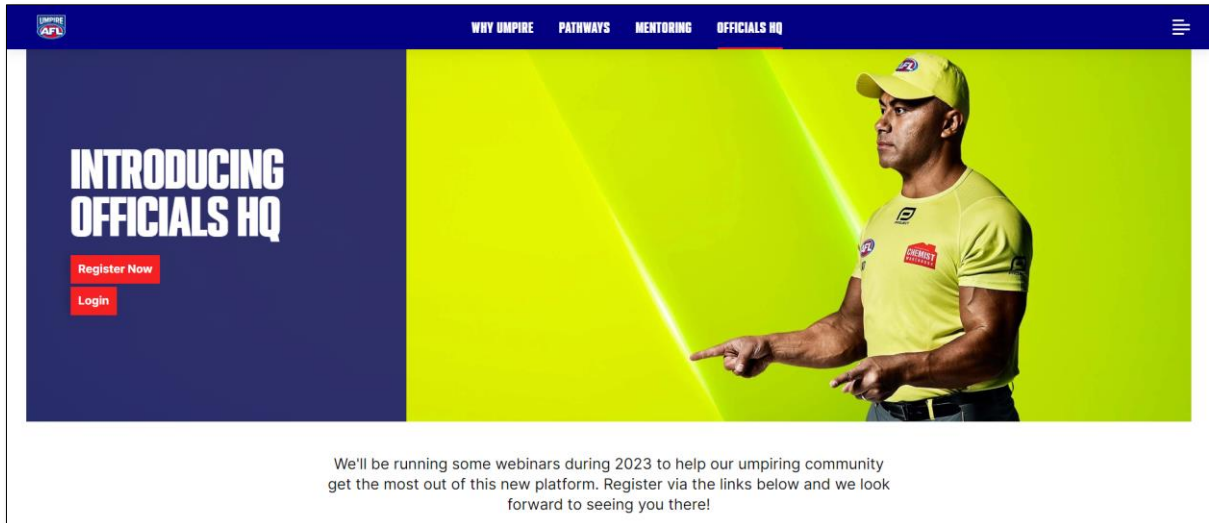 UMPIRE
AFL
WHY UMPIRE PATHWAYS MENTORING OFFICIALS HQ
INTRODUCING
OFFICIALS HQ
Register Now
Login
AFL
AFL
CHEMIST
WAREHOUSE
We'll be running some webinars during 2023 to help our umpiring community
get the most out of this new platform. Register via the links below and we look
forward to seeing you there!